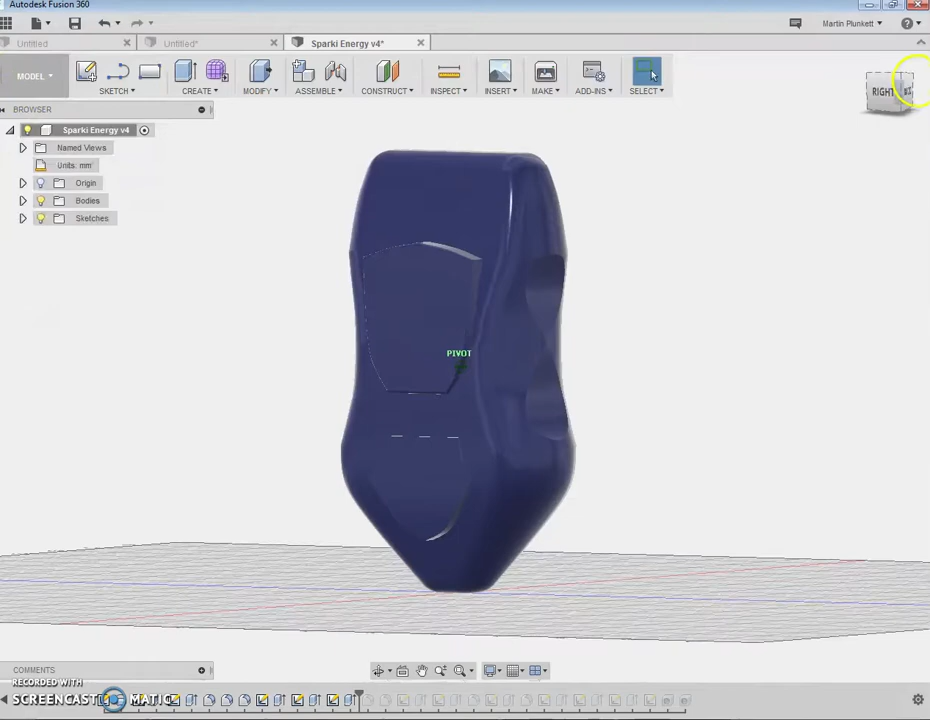 Autodesk Fusion 360
Martin Plunkett
Untitled
Untitled*
Sparki Energy v4*
MODEL
SKETCH
CREATE
MODIFY
ASSEMBLE
CONSTRUCT
INSPECT
INSERT
MAKE
ADD-INS
SELECT
RIGHT
BROWSER
Sparki Energy v4
Named Views
Units: mm
Origin
Bodies
Sketches
PIVOT
COMMENTS
RECORDED WITH
SCREENCAST MATIC